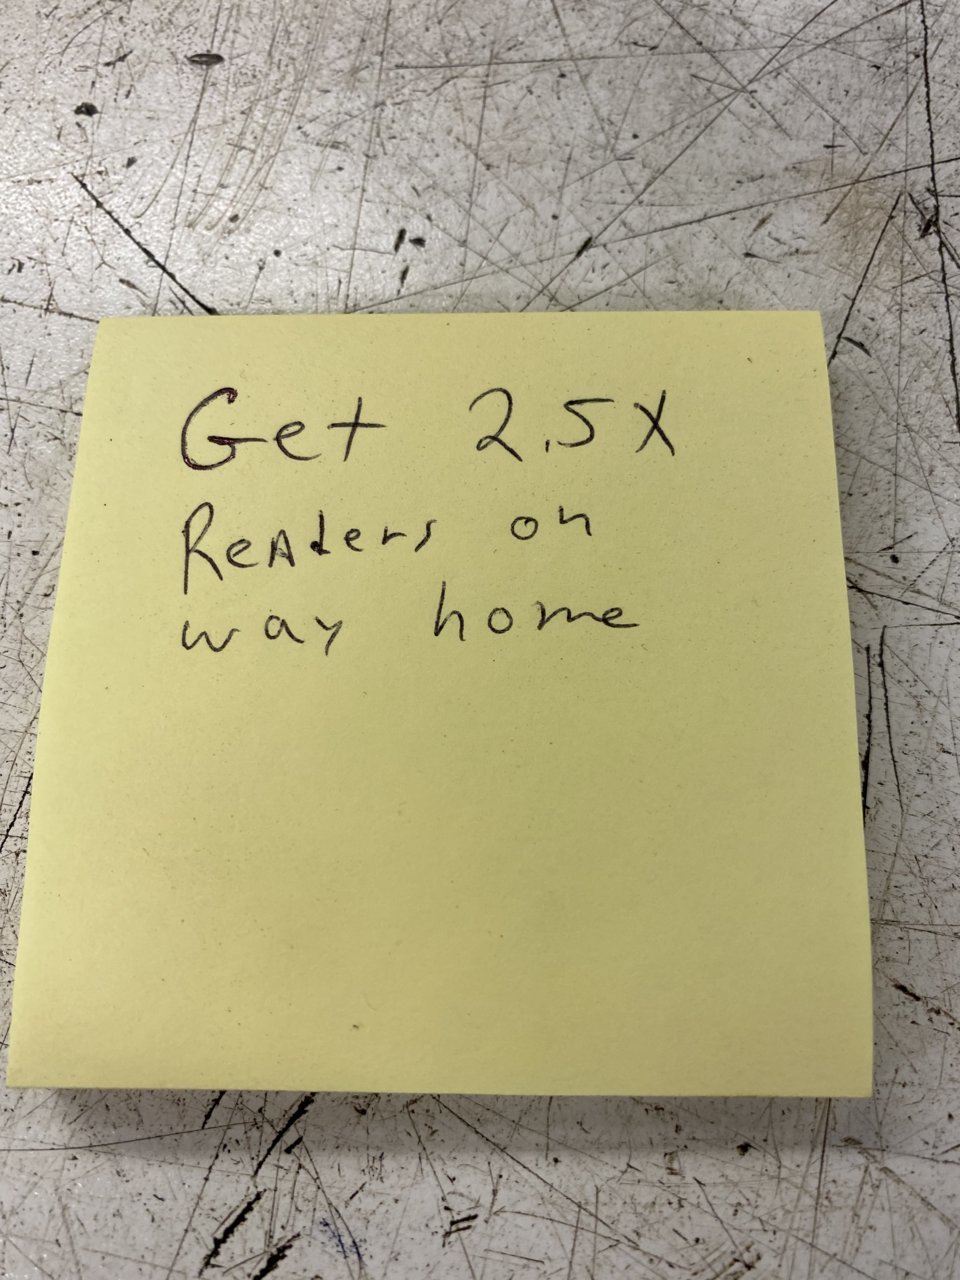 Get 2.5X
Readers on
way home